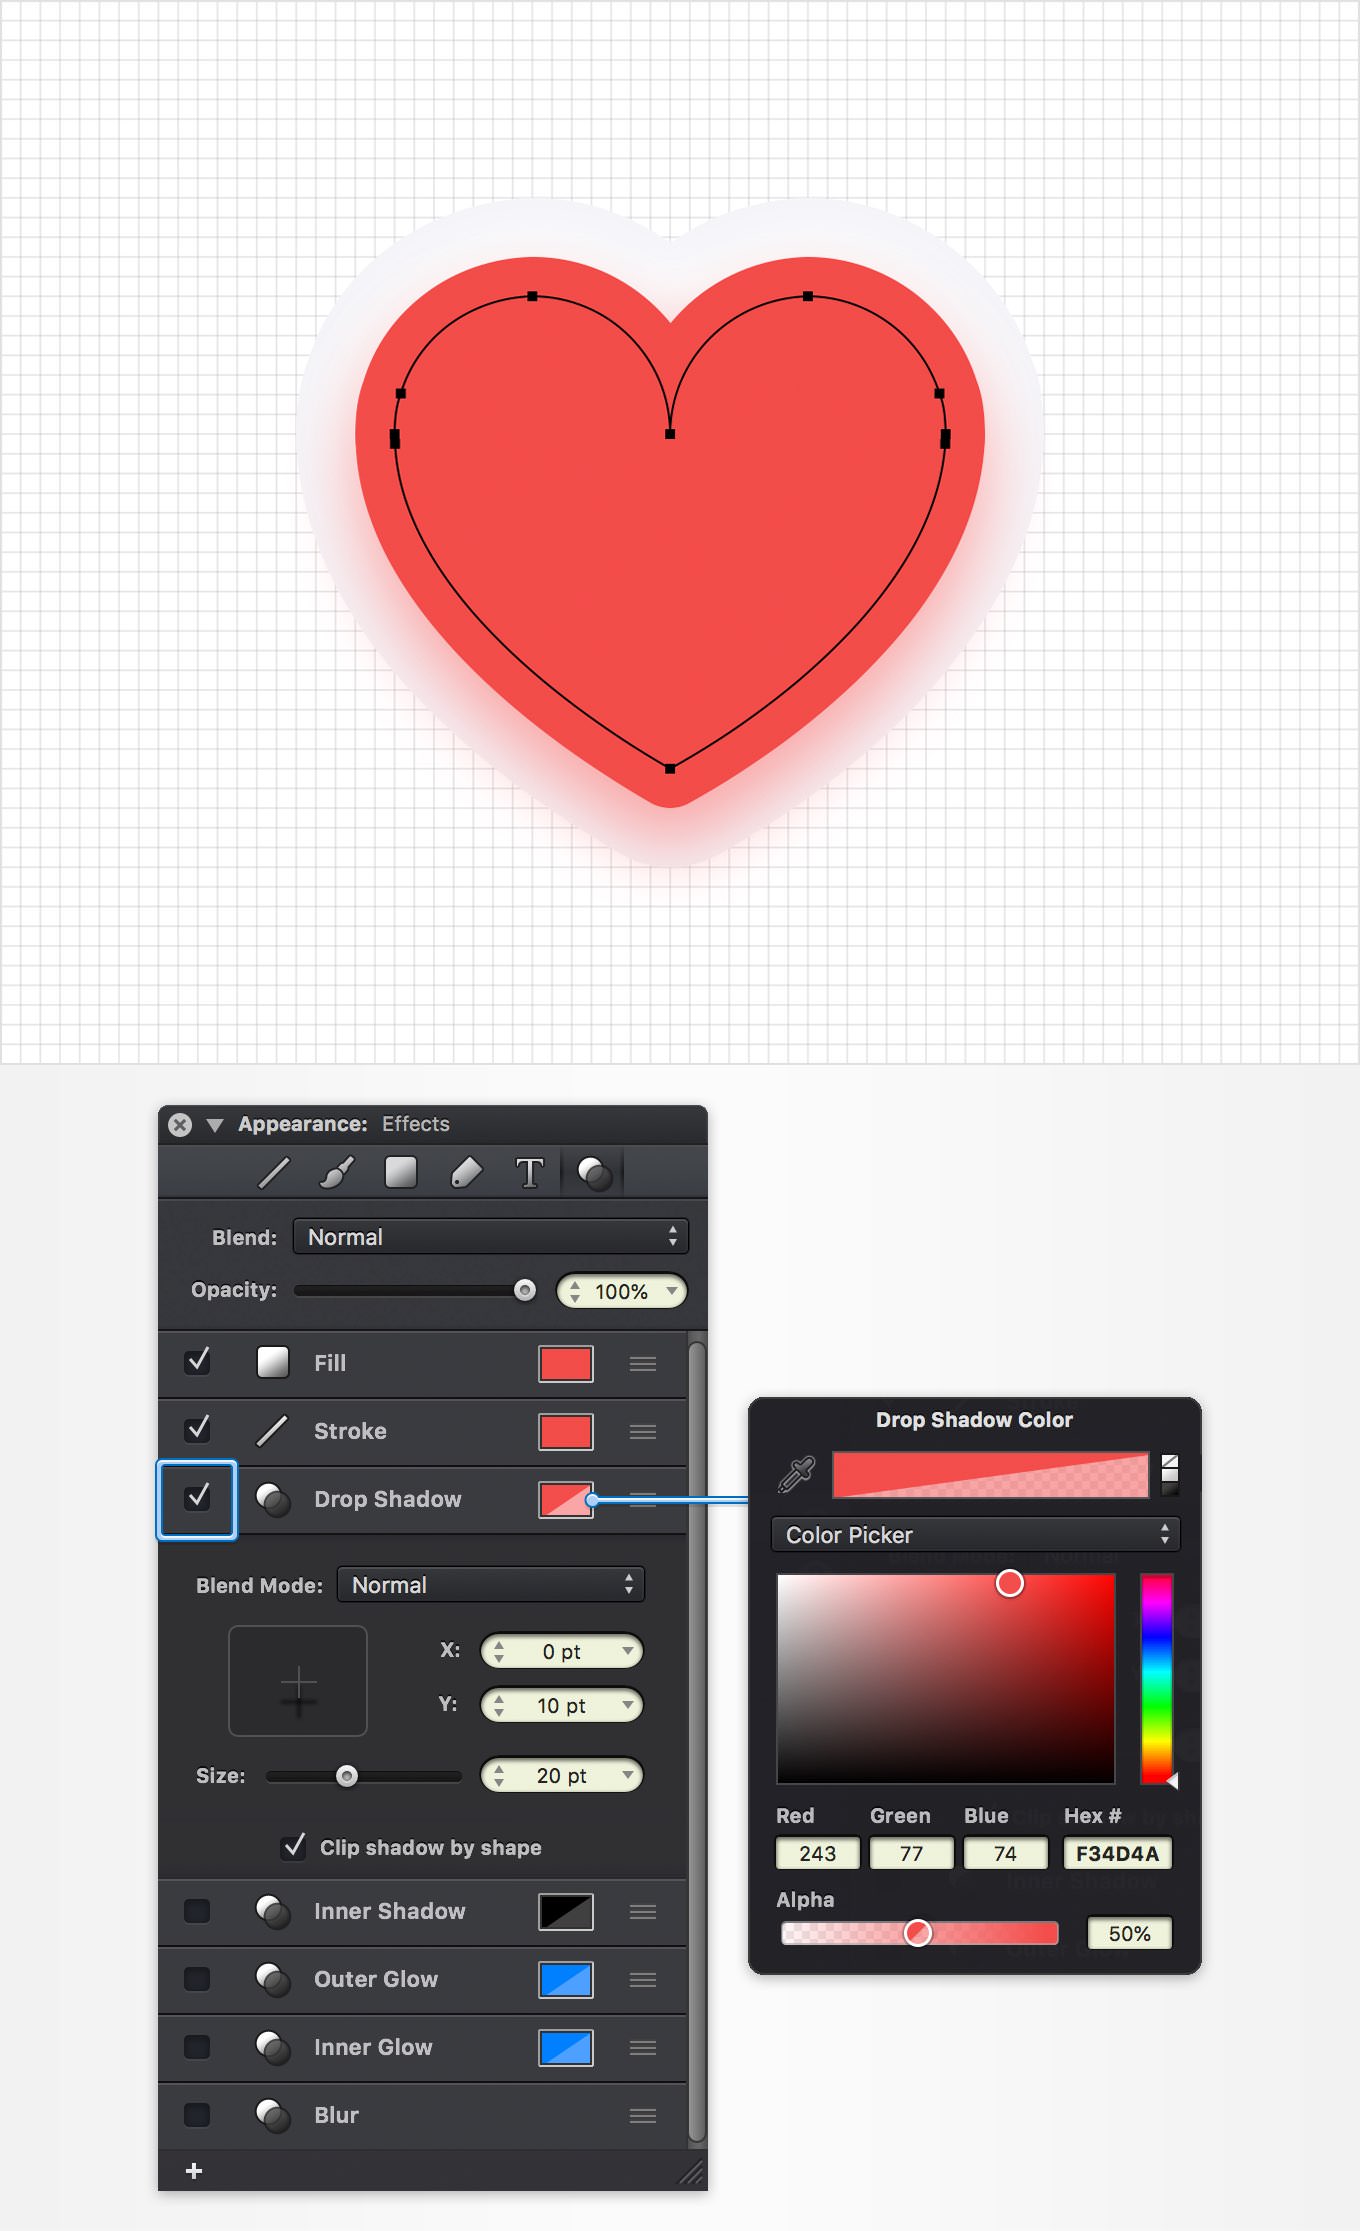 Appearance: Effects
T
Blend: Normal
Opacity: 100%
Fill
Stroke
Drop Shadow
Blend Mode: Normal
X: 0 pt
Y: 10 pt
Size: 20 pt
Clip shadow by shape
Inner Shadow
Outer Glow
Inner Glow
Blur
+
Drop Shadow Color
Color Picker
Red Green Blue Hex #
243 77 74 F34D4A
Alpha
50%